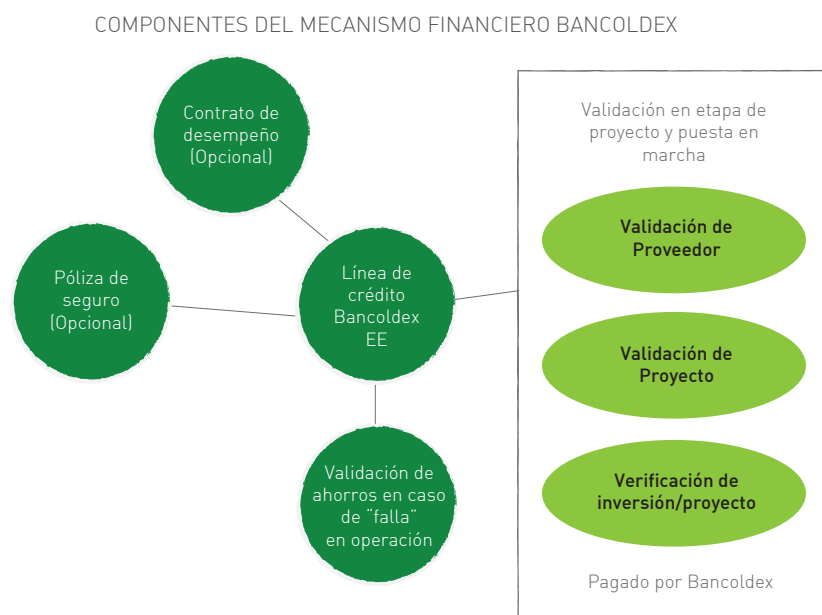 COMPONENTES DEL MECANISMO FINANCIERO BANCOLDEX
Contrato de
desempeño
(Opcional)
Póliza de
seguro
(Opcional)
Línea de
crédito
Bancoldex
EE
Validación de
ahorros en caso
de “falla”
en operación
Validación en etapa de
proyecto y puesta en
marcha
Validación de
Proveedor
Validación de
Proyecto
Verificación de
inversión/proyecto
Pagado por Bancoldex